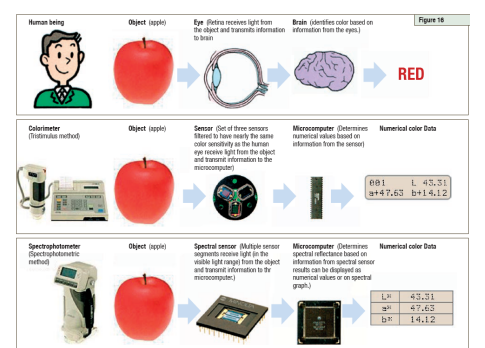 Figure 16
Human being
Object (apple)
Eye (Retina receives light from
the object and transmits information
to brain
Brain (identifies color based on
information from the eyes.)
RED
Colorimeter
(Tristimulus method)
Object (apple)
Sensor (Set of three sensors
filtured to have nearly the same
color sensitivity as the human
eye receive light from the object
and transmit information to the
microcomputer)
Microcomputer (Determines
numerical values based on
information from the sensor)
Numerical color Data
001 L 43.31
a+47.63 b+14.12
Spectrophotometer
(Spectrophotometric
method)
Object (apple)
Spectral sensor (Multiple sensor
segments receive light (in the
visible light range) from the object
and transmit information to thr
microcomputer.)
Microcomputer (Determines
spectral reflectance based on
information from spectral sensor
results can be displayed as
numerical values or on spectral
graph.)
Numerical color Data
L* 43.31
a* 47.63
b* 14.12